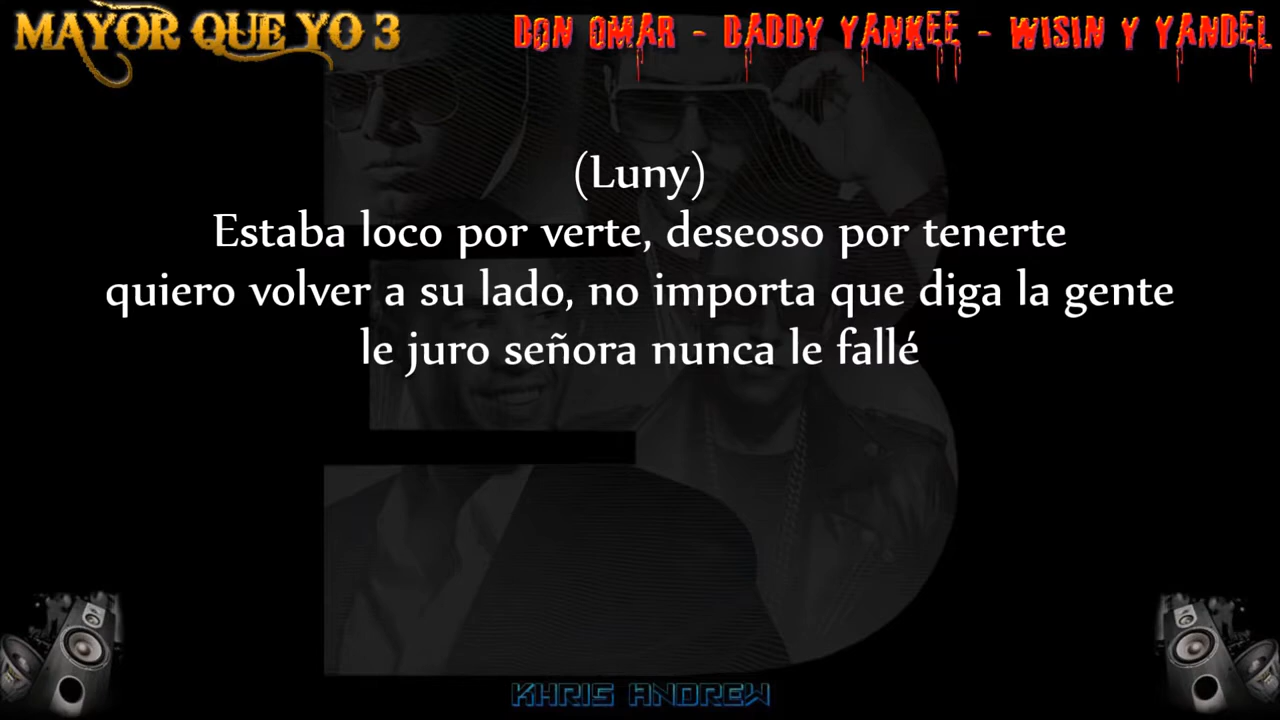 MAYOR QUE YO 3
DON OMAR - DADDY YANKEE - WISIN Y YANDEL
(Luny)
Estaba loco por verte, deseoso por tenerte
quiero volver a su lado, no importa que diga la gente
le juro señora nunca le fallé
KHRIS ANDREW